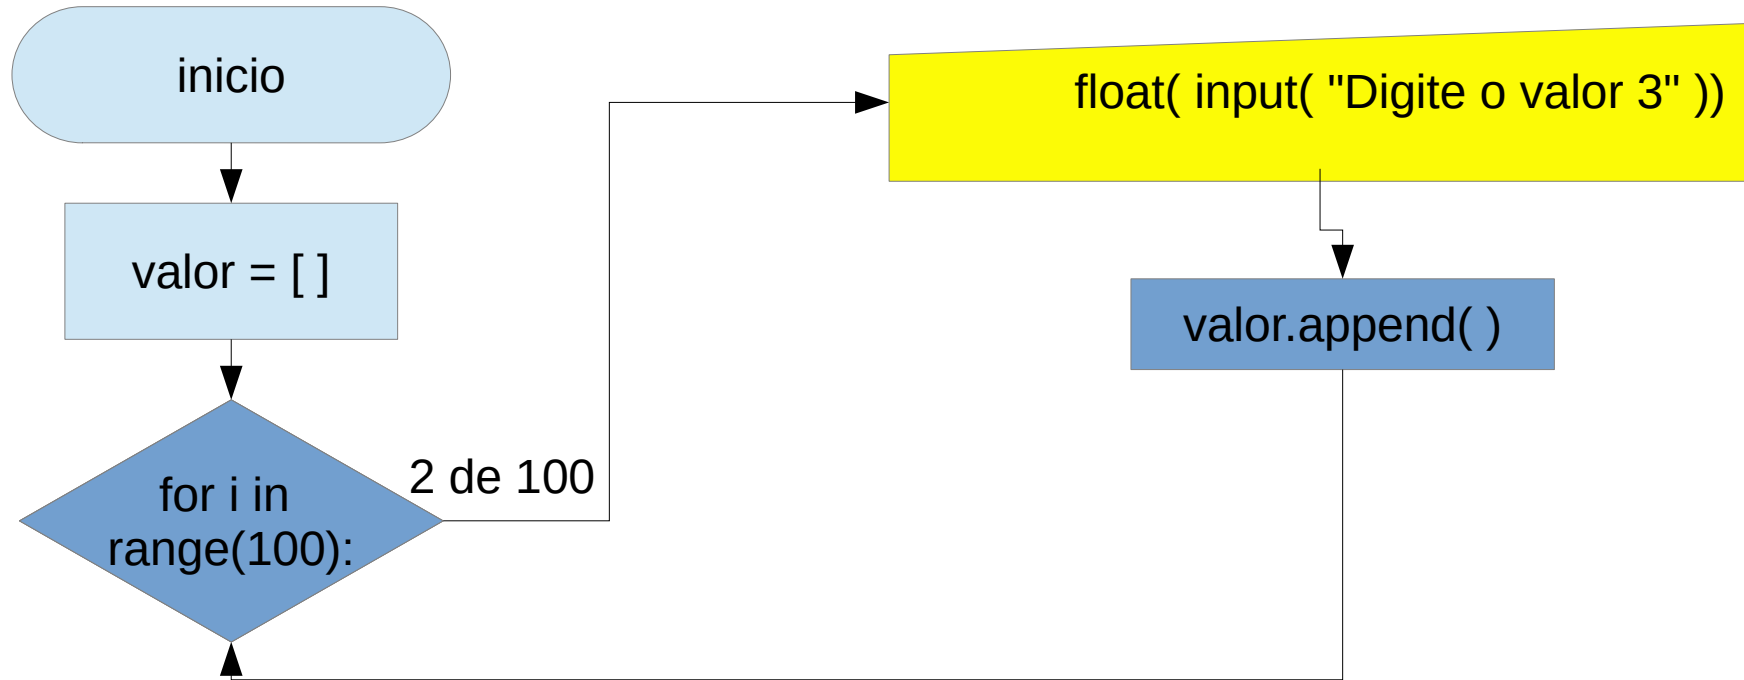 inicio
float( input( "Digite o valor 3" ))
valor = [ ]
valor.append( )
2 de 100
for i in
range(100):